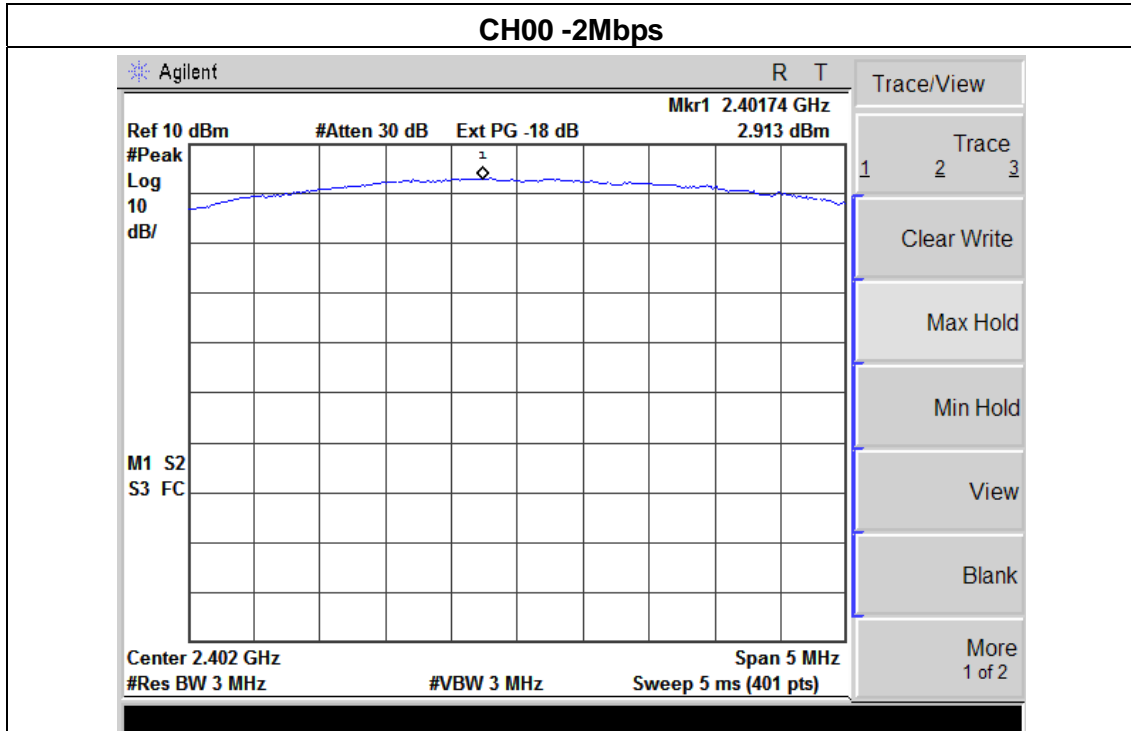 CH00 -2Mbps
Agilent R T
Trace/View
Mkr1 2.40174 GHz
Ref 10 dBm #Atten 30 dB Ext PG -18 dB 2.913 dBm
#Peak
Log
10
dB/
1
M1 S2
S3 FC
Center 2.402 GHz Span 5 MHz
#Res BW 3 MHz #VBW 3 MHz Sweep 5 ms (401 pts)
Trace
1 2 3
Clear Write
Max Hold
Min Hold
View
Blank
More
1 of 2